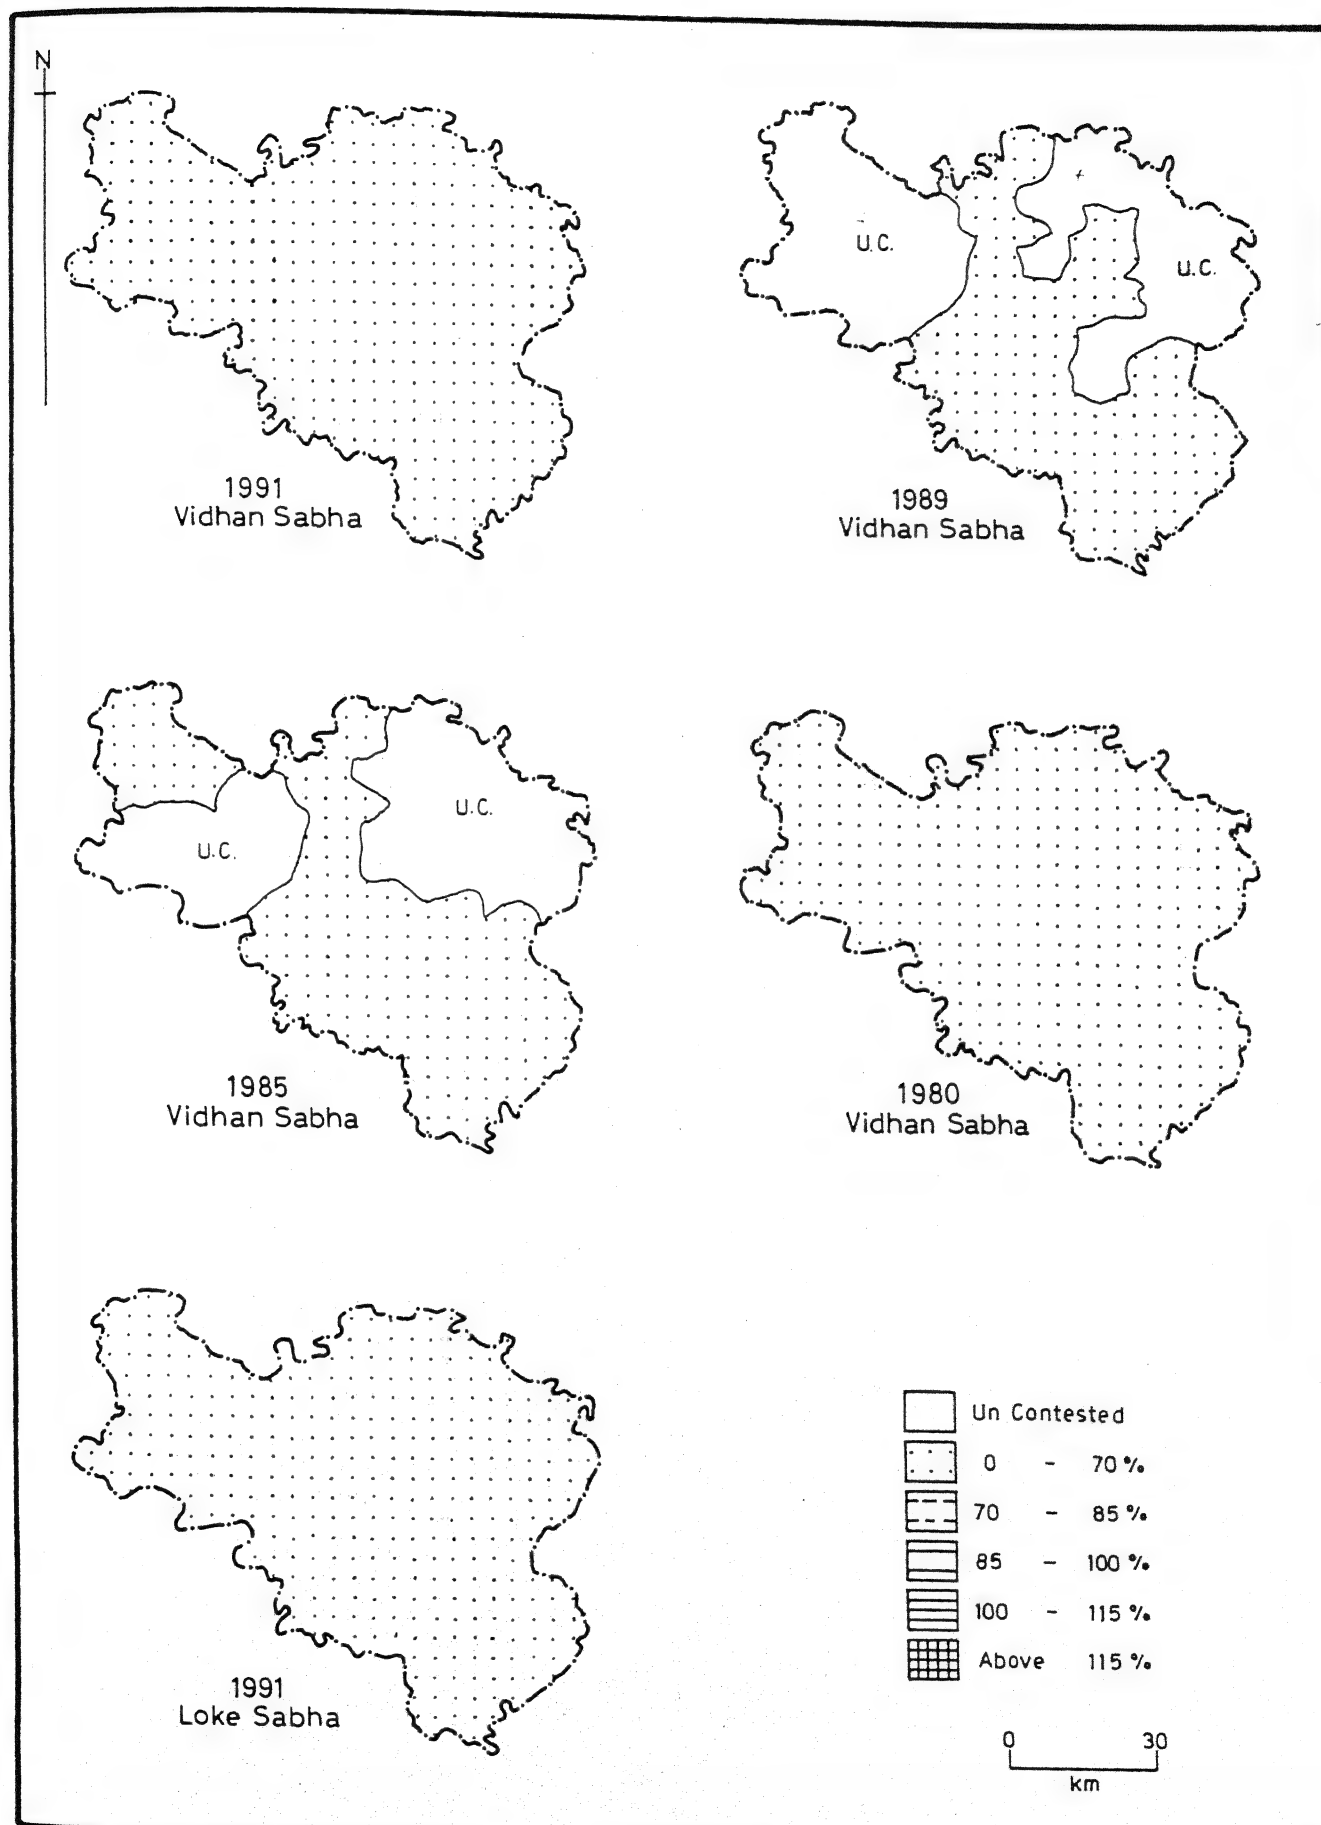 N
U.C.
U.C.
1991
Vidhan Sabha
1989
Vidhan Sabha
U.C.
U.C.
1985
Vidhan Sabha
1980
Vidhan Sabha
1991
Loke Sabha
Un Contested
0 - 70 %
70 - 85 %
85 - 100 %
100 - 115 %
Above 115 %
0 30
km